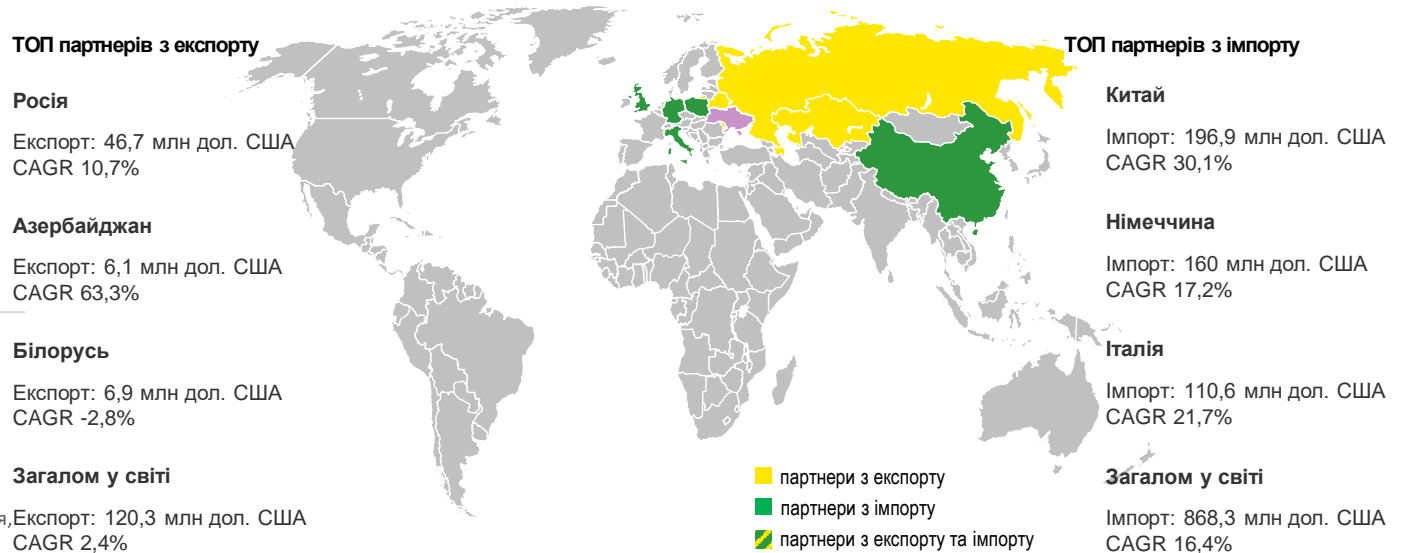 ТОП партнерів з експорту
Росія
Експорт: 46,7 млн дол. США
CAGR 10,7%
Азербайджан
Експорт: 6,1 млн дол. США
CAGR 63,3%
Білорусь
Експорт: 6,9 млн дол. США
CAGR -2,8%
Загалом у світі
я, Експорт: 120,3 млн дол. США
CAGR 2,4%
партнери з експорту
партнери з імпорту
партнери з експорту та імпорту
ТОП партнерів з імпорту
Китай
Імпорт: 196,9 млн дол. США
CAGR 30,1%
Німеччина
Імпорт: 160 млн дол. США
CAGR 17,2%
Італія
Імпорт: 110,6 млн дол. США
CAGR 21,7%
Загалом у світі
Імпорт: 868,3 млн дол. США
CAGR 16,4%